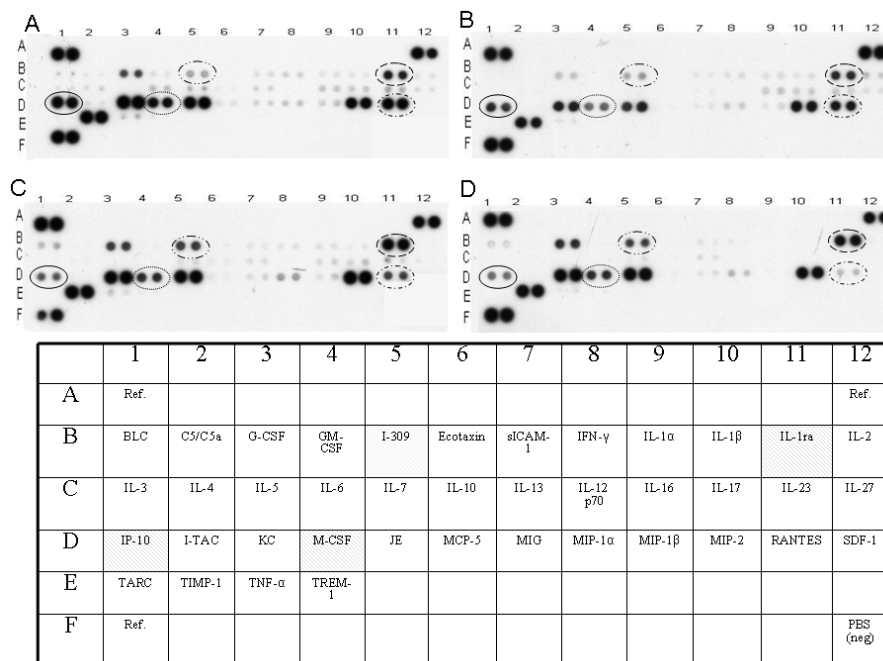 A
1 2 3 4 5 6 7 8 9 10 11 12
A
B
C
D
E
F
B
1 2 3 4 5 6 7 8 9 10 11 12
A
B
C
D
E
F
C
1 2 3 4 5 6 7 8 9 10 11 12
A
B
C
D
E
F
D
1 2 3 4 5 6 7 8 9 10 11 12
A
B
C
D
E
F
1 2 3 4 5 6 7 8 9 10 11 12
A Ref. Ref.
B BLC C5/C5a G-CSF GM-CSF I-309 Ecotaxin sICAM-1 IFN-γ IL-1α IL-1β IL-1ra IL-2
C IL-3 IL-4 IL-5 IL-6 IL-7 IL-10 IL-13 IL-12 p70 IL-16 IL-17 IL-23 IL-27
D IP-10 I-TAC KC M-CSF JE MCP-5 MIG MIP-1α MIP-1β MIP-2 RANTES SDF-1
E TARC TIMP-1 TNF-α TREM-1
F Ref. PBS (neg)